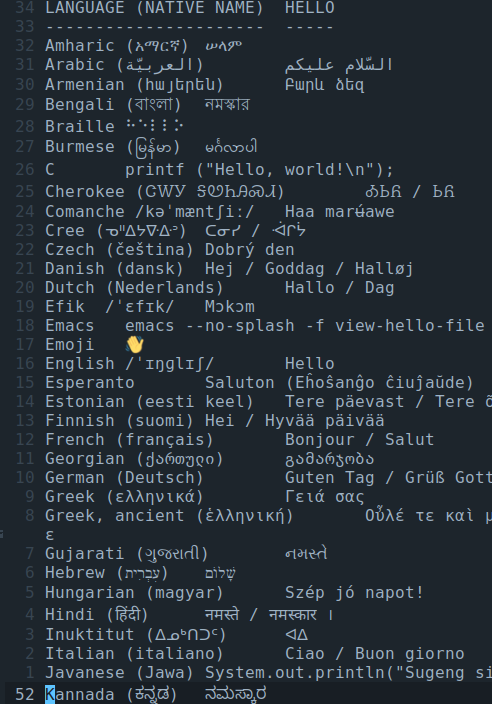 34 LANGUAGE (NATIVE NAME) HELLO
33 ---------------------- -----
32 Amharic (አማርኛ) ሠላም
31 Arabic (العربيّة) السّلام عليكم
30 Armenian (հայերեն) Բարև ձեզ
29 Bengali (বাংলা) নমস্কার
28 Braille ⠓⠑⠇⠇⠕
27 Burmese (မြန်မာ) မင်္ဂလာပါ
26 C printf ("Hello, world!\n");
25 Cherokee (ᏣᎳᎩ ᎦᏬᏂᎯᏍᏗ) ᎣᏏᏲ / ᏏᏲ
24 Comanche /kəˈmæntʃiː/ Haa marʉ́awe
23 Cree (ᓀᐦᐃᔭᐍᐏᐣ) ᑕᓂᓯ / ᐚᒋᔮ
22 Czech (čeština) Dobrý den
21 Danish (dansk) Hej / Goddag / Halløj
20 Dutch (Nederlands) Hallo / Dag
19 Efik /ˈɛfɪk/ Mɔkɔm
18 Emacs emacs --no-splash -f view-hello-file
17 Emoji 👋
16 English /ˈɪŋɡlɪʃ/ Hello
15 Esperanto Saluton (Eĥoŝanĝo ĉiuĵaŭde)
14 Estonian (eesti keel) Tere päevast / Tere õ
13 Finnish (suomi) Hei / Hyvää päivää
12 French (français) Bonjour / Salut
11 Georgian (ქართული) გამარჯობა
10 German (Deutsch) Guten Tag / Grüß Gott
9 Greek (ελληνικά) Γειά σας
8 Greek, ancient (ἑλληνική) Οὖλέ τε καὶ μ
ε
7 Gujarati (ગુજરાતી) નમસ્તે
6 Hebrew (עִבְרִית) שָׁלוֹם
5 Hungarian (magyar) Szép jó napot!
4 Hindi (हिंदी) नमस्ते / नमस्कार ।
3 Inuktitut (ᐃᓄᒃᑎᑐᑦ) ᐊᐃ
2 Italian (italiano) Ciao / Buon giorno
1 Javanese (Jawa) System.out.println("Sugeng si
52 Kannada (ಕನ್ನಡ) ನಮಸ್ಕಾರ